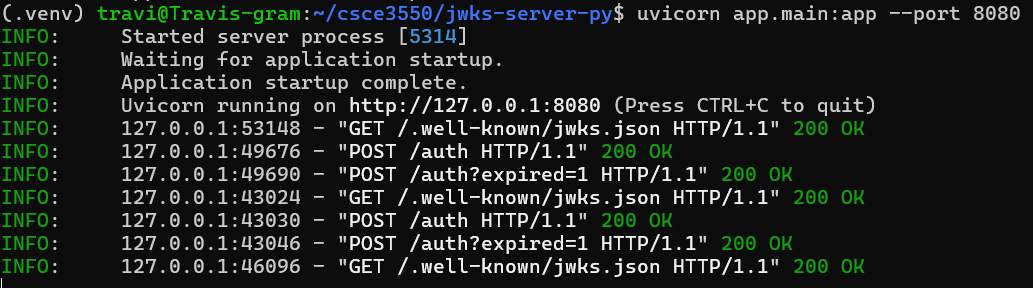 (.venv) travi@Travis-gram:~/csce3550/jwks-server-py$ uvicorn app.main:app --port 8080
INFO:     Started server process [5314]
INFO:     Waiting for application startup.
INFO:     Application startup complete.
INFO:     Uvicorn running on http://127.0.0.1:8080 (Press CTRL+C to quit)
INFO:     127.0.0.1:53148 - "GET /.well-known/jwks.json HTTP/1.1" 200 OK
INFO:     127.0.0.1:49676 - "POST /auth HTTP/1.1" 200 OK
INFO:     127.0.0.1:49690 - "POST /auth?expired=1 HTTP/1.1" 200 OK
INFO:     127.0.0.1:43024 - "GET /.well-known/jwks.json HTTP/1.1" 200 OK
INFO:     127.0.0.1:43030 - "POST /auth HTTP/1.1" 200 OK
INFO:     127.0.0.1:43046 - "POST /auth?expired=1 HTTP/1.1" 200 OK
INFO:     127.0.0.1:46096 - "GET /.well-known/jwks.json HTTP/1.1" 200 OK